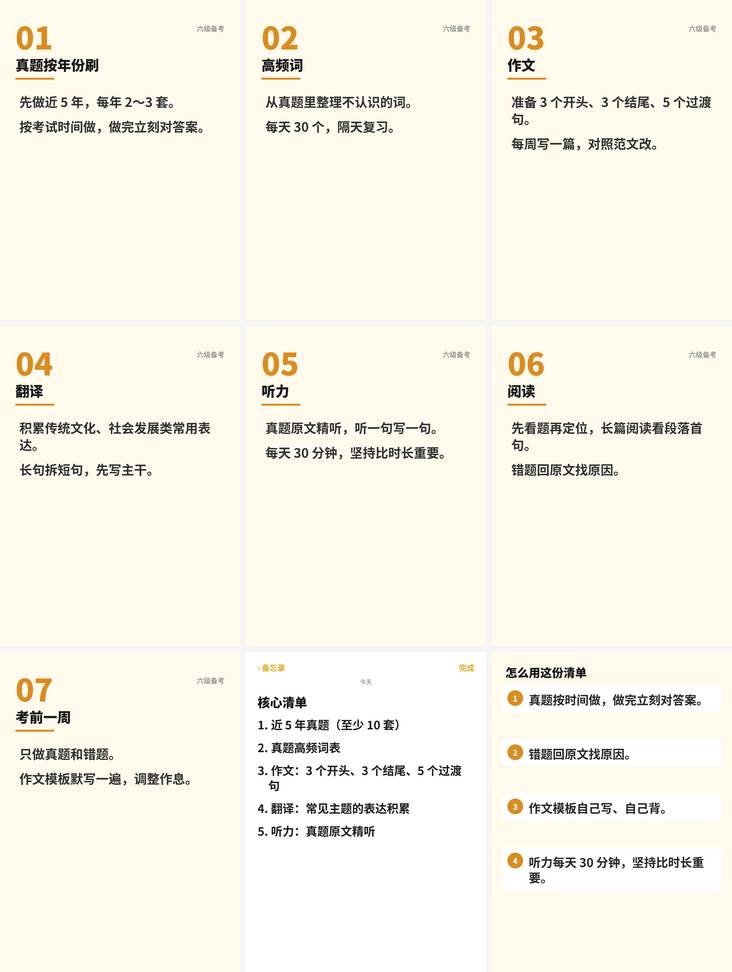 01
六级备考
真题按年份刷
先做近 5 年，每年 2～3 套。
按考试时间做，做完立刻对答案。
02
六级备考
高频词
从真题里整理不认识的词。
每天 30 个，隔天复习。
03
六级备考
作文
准备 3 个开头、3 个结尾、5 个过渡
句。
每周写一篇，对照范文改。
04
六级备考
翻译
积累传统文化、社会发展类常用表
达。
长句拆短句，先写主干。
05
六级备考
听力
真题原文精听，听一句写一句。
每天 30 分钟，坚持比时长重要。
06
六级备考
阅读
先看题再定位，长篇阅读看段落首
句。
错题回原文找原因。
07
六级备考
考前一周
只做真题和错题。
作文模板默写一遍，调整作息。
‹ 备忘录
完成
今天
核心清单
1. 近 5 年真题（至少 10 套）
2. 真题高频词表
3. 作文：3 个开头、3 个结尾、5 个过渡
句
4. 翻译：常见主题的表达积累
5. 听力：真题原文精听
怎么用这份清单
1 真题按时间做，做完立刻对答案。
2 错题回原文找原因。
3 作文模板自己写、自己背。
4 听力每天 30 分钟，坚持比时长重
要。